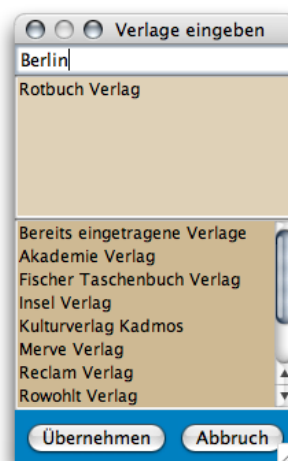 Verlage eingeben
Berlin
Rotbuch Verlag
Bereits eingetragene Verlage
Akademie Verlag
Fischer Taschenbuch Verlag
Insel Verlag
Kulturverlag Kadmos
Merve Verlag
Reclam Verlag
Rowohlt Verlag
Übernehmen Abbruch